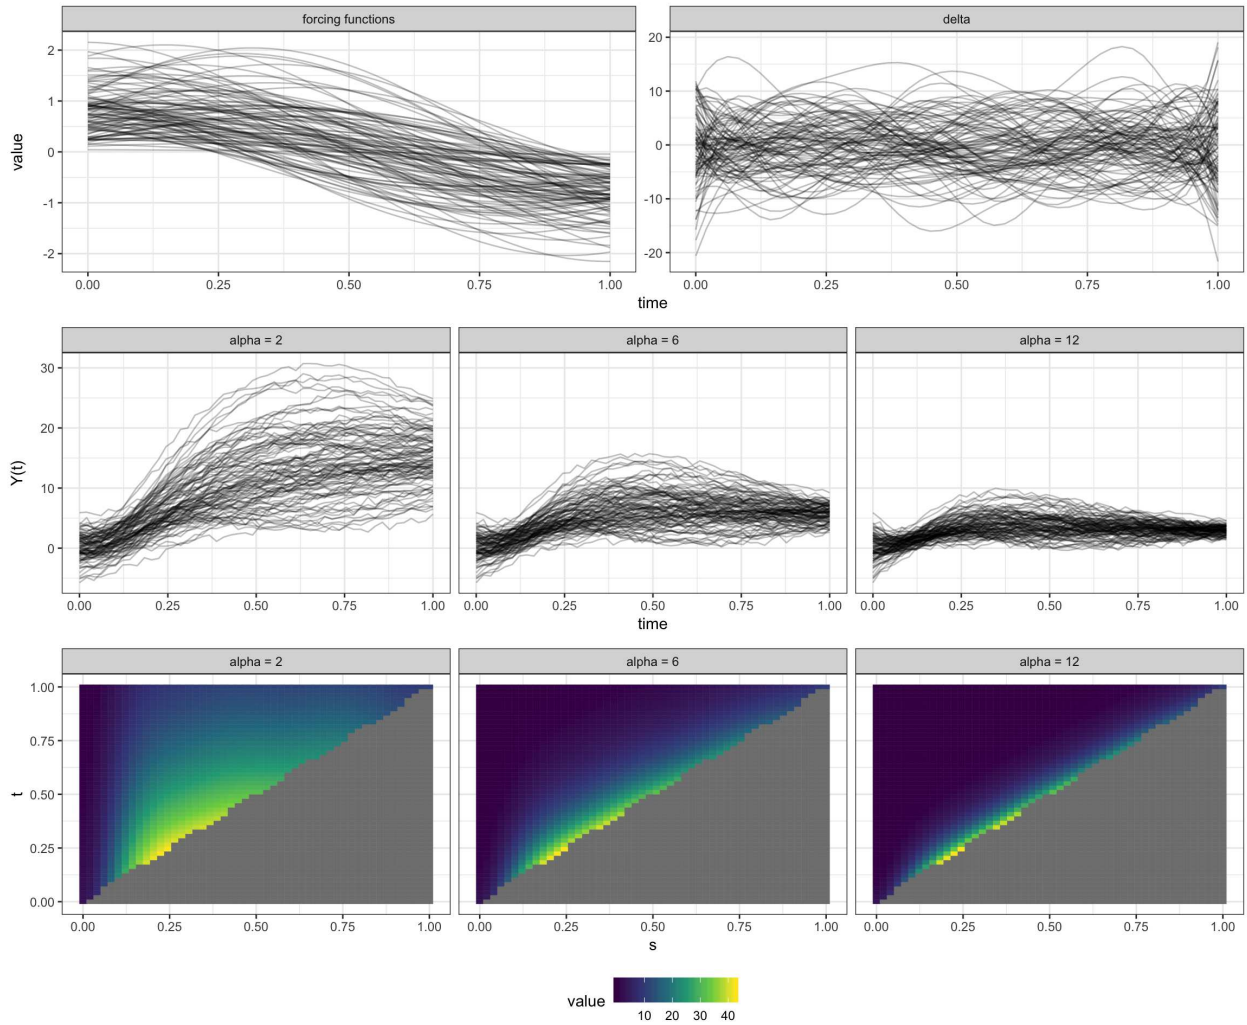 forcing functions delta
2 20
1 10
value 0 0
-1 -10
-2 -20
0.00 0.25 0.50 0.75 1.00 0.00 0.25 0.50 0.75 1.00
time
alpha = 2 alpha = 6 alpha = 12
30
20
Y(t)
10
0
0.00 0.25 0.50 0.75 1.00 0.00 0.25 0.50 0.75 1.00 0.00 0.25 0.50 0.75 1.00
time
alpha = 2 alpha = 6 alpha = 12
1.00
0.75
t 0.50
0.25
0.00
0.00 0.25 0.50 0.75 1.00 0.00 0.25 0.50 0.75 1.00 0.00 0.25 0.50 0.75 1.00
s
value
10 20 30 40